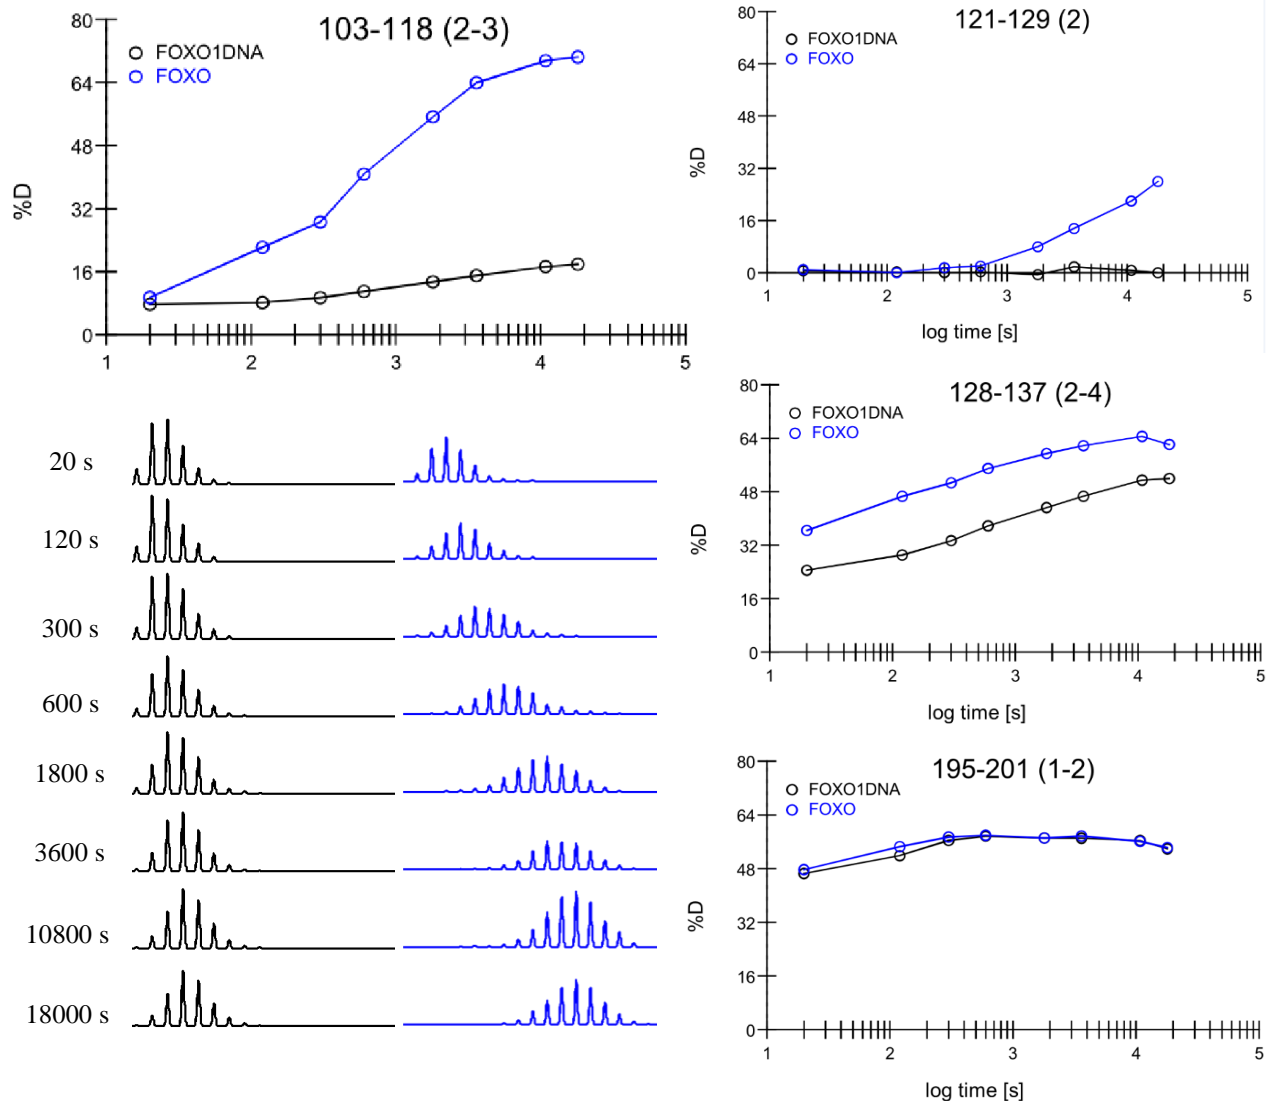 103-118 (2-3)
FOXO1DNA
FOXO
%D
80
64
48
32
16
0
1 2 3 4 5
121-129 (2)
FOXO1DNA
FOXO
%D
80
64
48
32
16
0
1 2 3 4 5
log time [s]
20 s
120 s
300 s
600 s
1800 s
3600 s
10800 s
18000 s
128-137 (2-4)
FOXO1DNA
FOXO
%D
80
64
48
32
16
0
1 2 3 4 5
log time [s]
195-201 (1-2)
FOXO1DNA
FOXO
%D
80
64
48
32
16
0
1 2 3 4 5
log time [s]